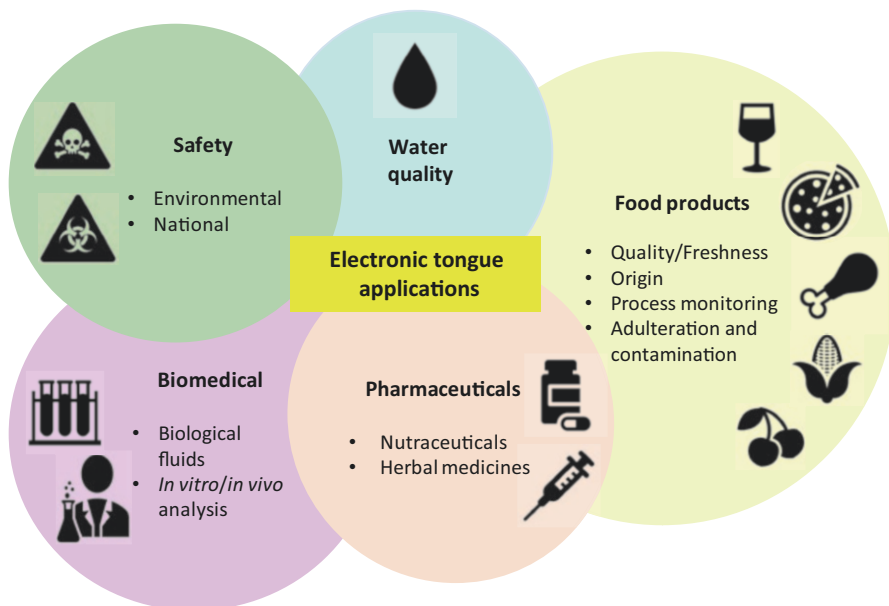 Safety
• Environmental
• National
Water
quality
Food products
• Quality/Freshness
• Origin
• Process monitoring
• Adulteration and
contamination
Electronic tongue
applications
Biomedical
• Biological
fluids
• In vitro/in vivo
analysis
Pharmaceuticals
• Nutraceuticals
• Herbal medicines